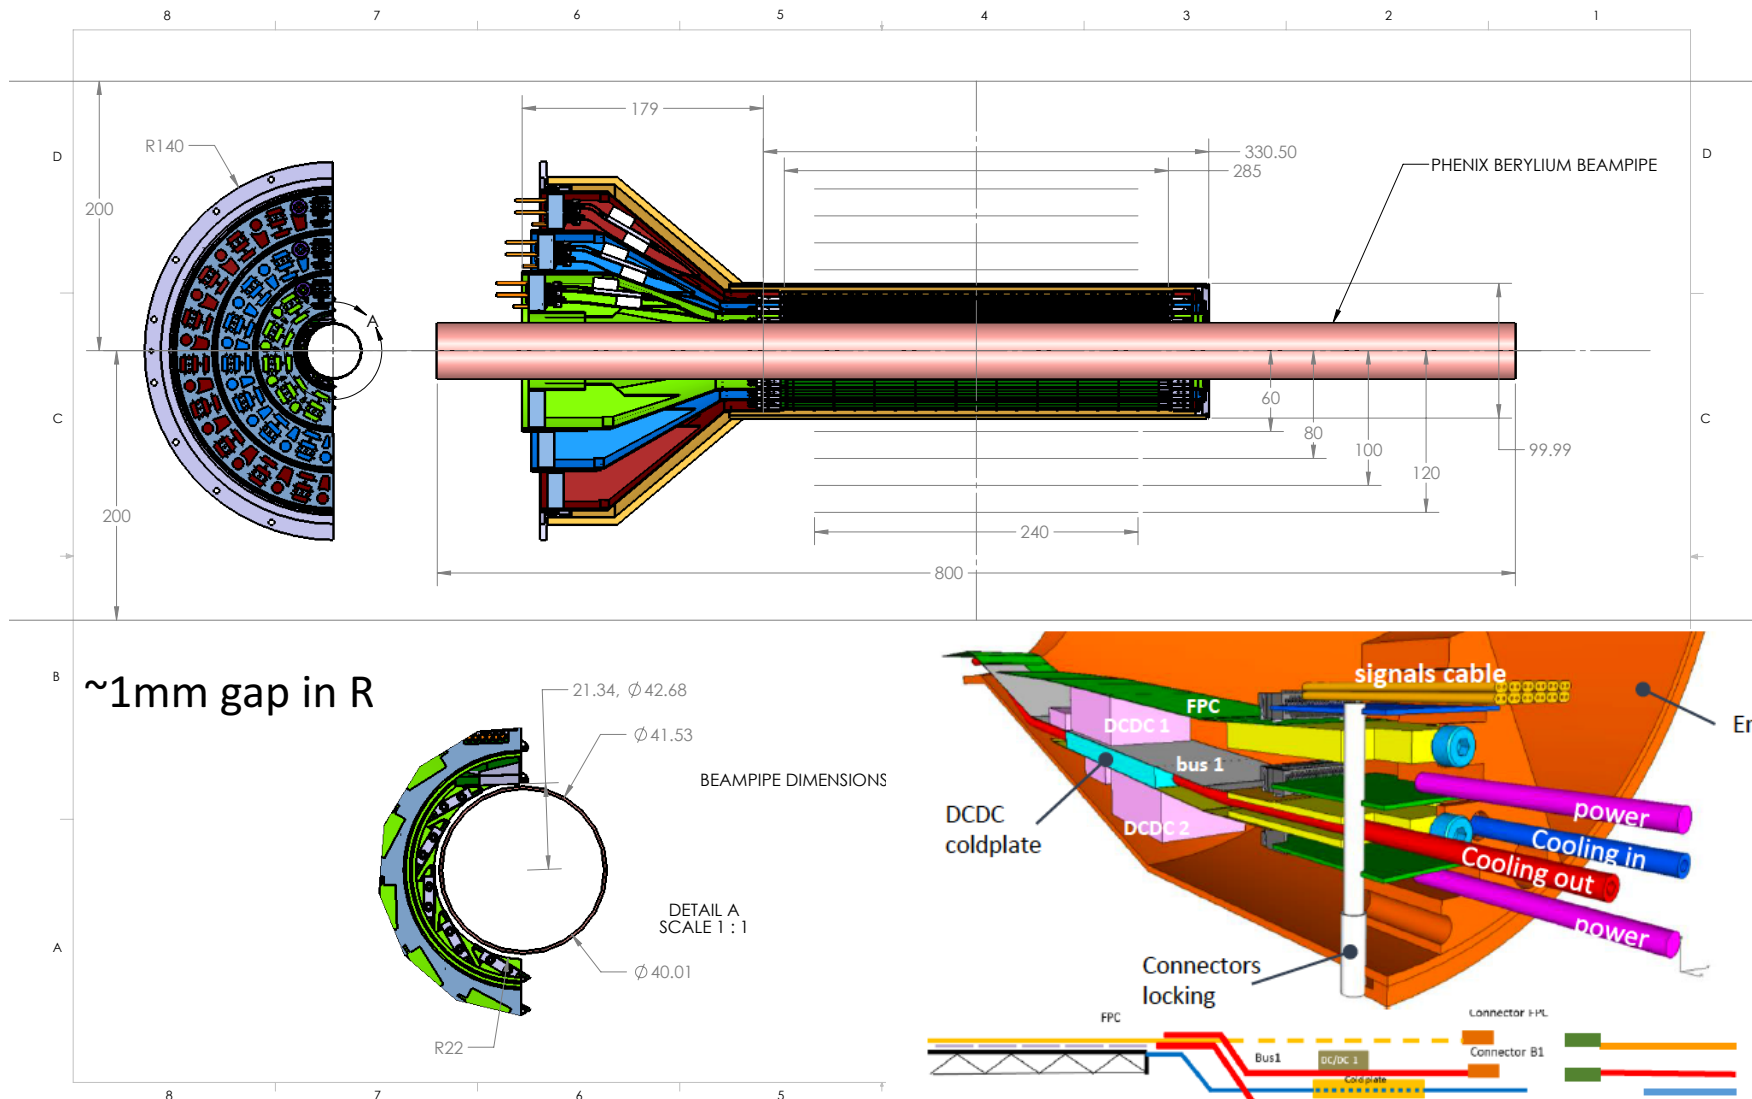 8 7 6 5 4 3 2 1
D
D
179
R140
330.50
285
PHENIX BERYLIUM BEAMPIPE
200
A
C
C
60
80
100
120
99.99
200
240
800
B
~1mm gap in R
21.34, Ø 42.68
Ø 41.53
BEAMPIPE DIMENSIONS
DETAIL A
SCALE 1 : 1
Ø 40.01
R22
A
signals cable
FPC
DCDC 1
bus 1
DCDC 2
DCDC
coldplate
power
Cooling in
Cooling out
power
Connectors
locking
FPC
Connector FPC
Bus1
DC/DC 1
Connector B1
Coldplate
8 7 6 5